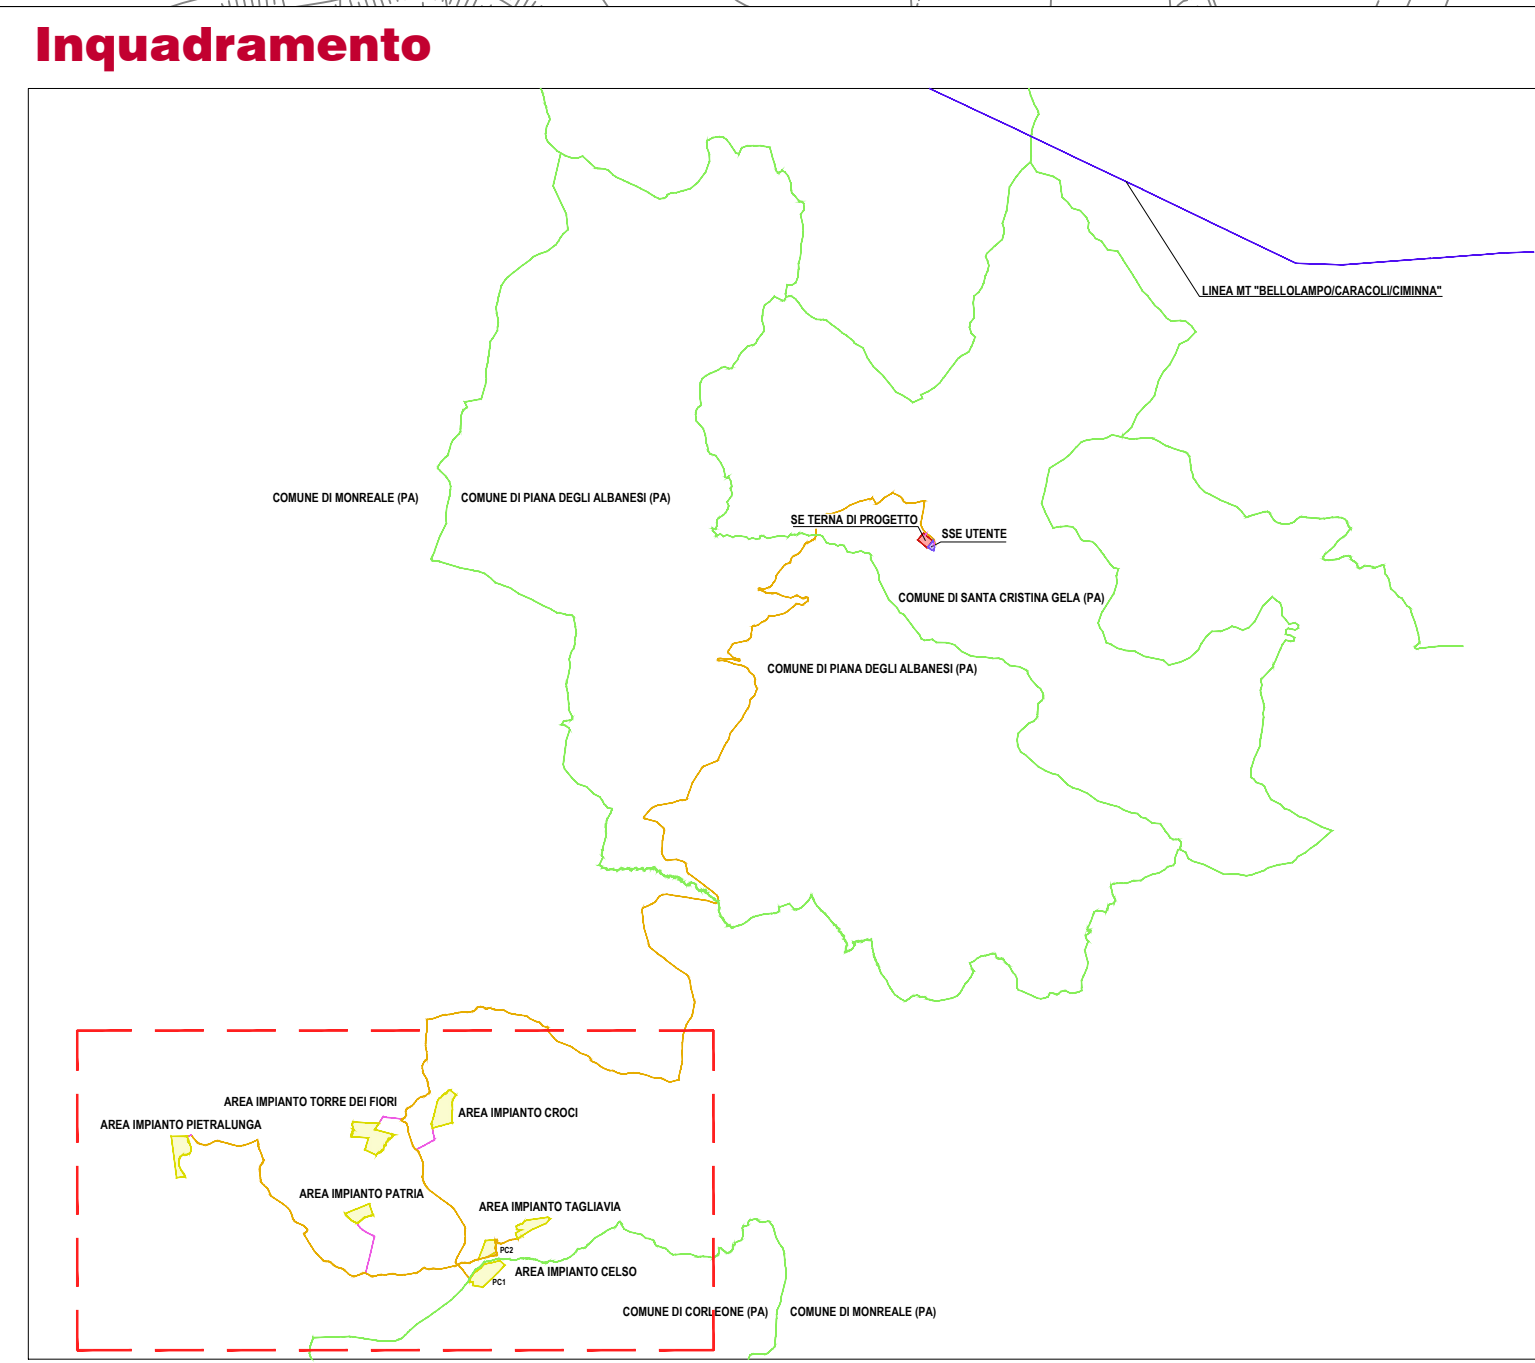 Inquadramento
LINEA MT "BELLOLAMPO/CARACOLI/CIMINNA"
COMUNE DI MONREALE (PA)
COMUNE DI PIANA DEGLI ALBANESI (PA)
SE TERNA DI PROGETTO
SSE UTENTE
COMUNE DI SANTA CRISTINA GELA (PA)
COMUNE DI PIANA DEGLI ALBANESI (PA)
AREA IMPIANTO TORRE DEI FIORI
AREA IMPIANTO CROCI
AREA IMPIANTO PIETRALUNGA
AREA IMPIANTO PATRIA
AREA IMPIANTO TAGLIAVIA
PC2
AREA IMPIANTO CELSO
PC1
COMUNE DI CORLEONE (PA)
COMUNE DI MONREALE (PA)